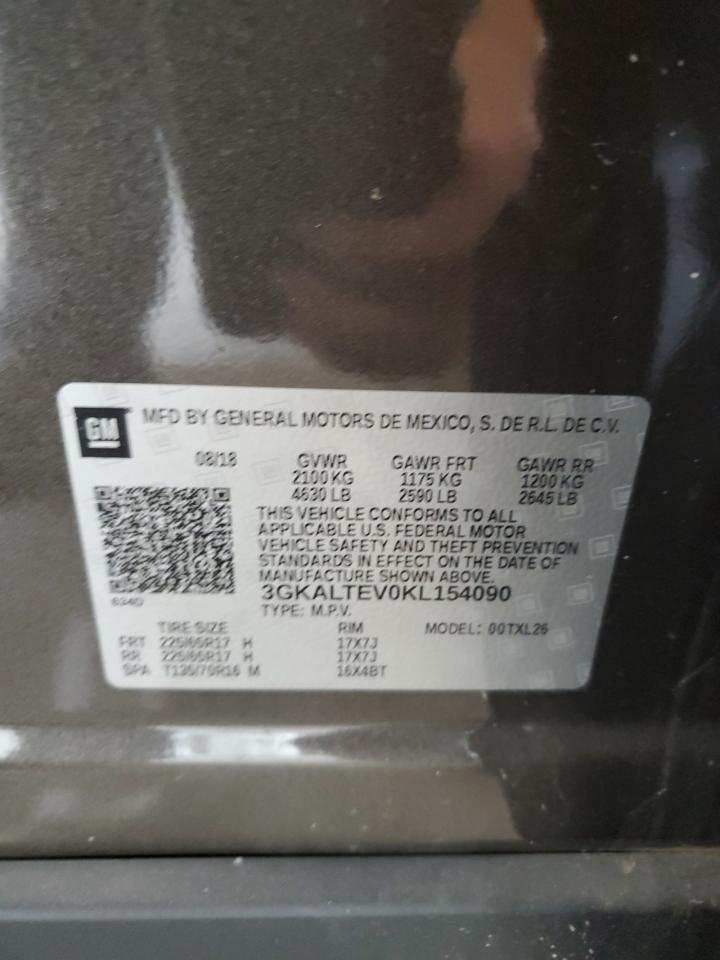 GM MFD BY GENERAL MOTORS DE MEXICO, S. DE R.L. DE C.V.
08/18 GVWR GAWR FRT GAWR RR
2100 KG 1175 KG 1200 KG
4630 LB 2590 LB 2645 LB
THIS VEHICLE CONFORMS TO ALL
APPLICABLE U.S. FEDERAL MOTOR
VEHICLE SAFETY AND THEFT PREVENTION
STANDARDS IN EFFECT ON THE DATE OF
MANUFACTURE SHOWN ABOVE.
3GKALTEV0KL154090
TYPE: M.P.V.
TIRE SIZE RIM MODEL: 00TXL26
FRT 225/65R17 H 17X7J
RR 225/65R17 H 17X7J
SPA T135/70R16 M 16X4BT